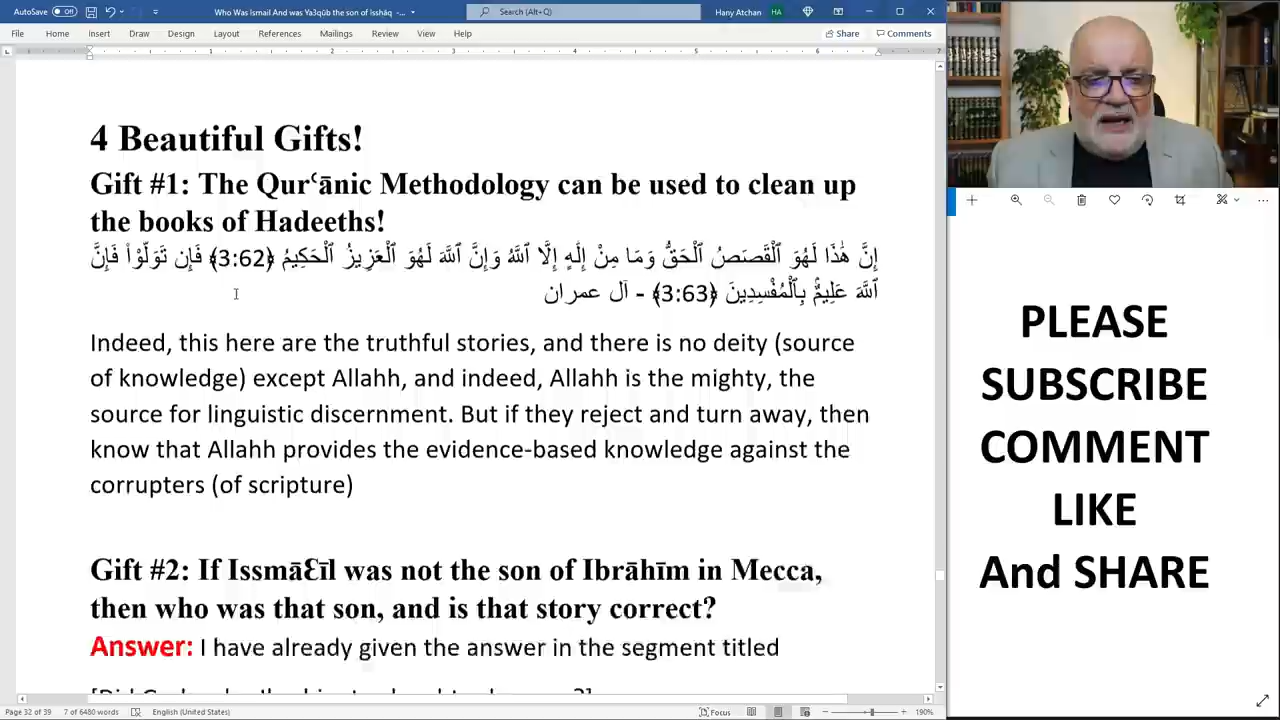 AutoSave
Off
Who Was Ismail And was Ya3qūb the son of isshāq -...
Search (Alt+Q)
Hany Atchan
HA
File Home Insert Draw Design Layout References Mailings Review View Help
Share
Comments
4 Beautiful Gifts!
Gift #1: The Qurʿānic Methodology can be used to clean up
the books of Hadeeths!
إِنَّ هَٰذَا لَهُوَ ٱلْقَصَصُ ٱلْحَقُّ وَمَا مِنْ إِلَٰهٍ إِلَّا ٱللَّهُ وَإِنَّ ٱللَّهَ لَهُوَ ٱلْعَزِيزُ ٱلْحَكِيمُ ﴿3:62﴾ فَإِن تَوَلَّوْا۟ فَإِنَّ
ٱللَّهَ عَلِيمٌۢ بِٱلْمُفْسِدِينَ ﴿3:63﴾ - آل عمران
Indeed, this here are the truthful stories, and there is no deity (source
of knowledge) except Allahh, and indeed, Allahh is the mighty, the
source for linguistic discernment. But if they reject and turn away, then
know that Allahh provides the evidence-based knowledge against the
corrupters (of scripture)
Gift #2: If IssmāƐīl was not the son of Ibrāhīm in Mecca,
then who was that son, and is that story correct?
Answer: I have already given the answer in the segment titled
Page 32 of 39
7 of 6480 words
English (United States)
Focus
190%
PLEASE
SUBSCRIBE
COMMENT
LIKE
And SHARE